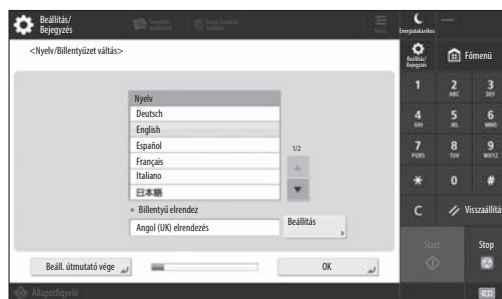 Beállítás/
Bejegyzés
Energiatakarékos
<Nyelv/Billentyűzet váltás>
Beállítás/
Bejegyzés
Főmenü
Nyelv
Deutsch
English
Español
Français
Italiano
日本語
1/2
Billentyű elrendez
Angol (UK) elrendezés
Beállítás
1
2 ABC
3 DEF
4 GHI
5 JKL
6 MNO
7 PQRS
8 TUV
9 WXYZ
* 0 #
C
Visszaállítá
Start
Stop
Beáll. útmutató vége
OK
Állapotfigyelő